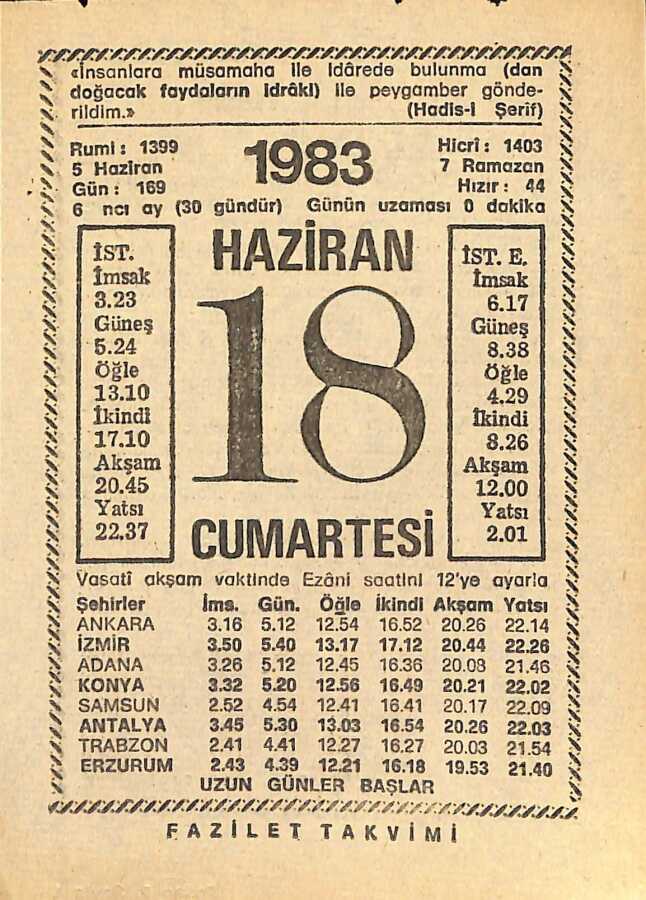 «İnsanlara müsamaha ile idârede bulunma (dan
doğacak faydaların idrâki) ile peygamber gönde-
rildim.» (Hadis-i Şerîf)
Rumi : 1399
5 Haziran
Gün : 169
1983
Hicrî : 1403
7 Ramazan
Hızır : 44
6 ncı ay (30 gündür) Günün uzaması 0 dakika
HAZİRAN
18
CUMARTESİ
İST.
İmsak
3.23
Güneş
5.24
Öğle
13.10
İkindi
17.10
Akşam
20.45
Yatsı
22.37
İST. E.
İmsak
6.17
Güneş
8.38
Öğle
4.29
İkindi
8.26
Akşam
12.00
Yatsı
2.01
Vasatî akşam vaktinde Ezâni saatini 12'ye ayarla
Şehirler İms. Gün. Öğle İkindi Akşam Yatsı
ANKARA 3.16 5.12 12.54 16.52 20.26 22.14
İZMİR 3.50 5.40 13.17 17.12 20.44 22.26
ADANA 3.26 5.12 12.45 16.36 20.08 21.46
KONYA 3.32 5.20 12.56 16.49 20.21 22.02
SAMSUN 2.52 4.54 12.41 16.41 20.17 22.09
ANTALYA 3.45 5.30 13.03 16.54 20.26 22.03
TRABZON 2.41 4.41 12.27 16.27 20.03 21.54
ERZURUM 2.43 4.39 12.21 16.18 19.53 21.40
UZUN GÜNLER BAŞLAR
FAZİLET TAKVİMİ